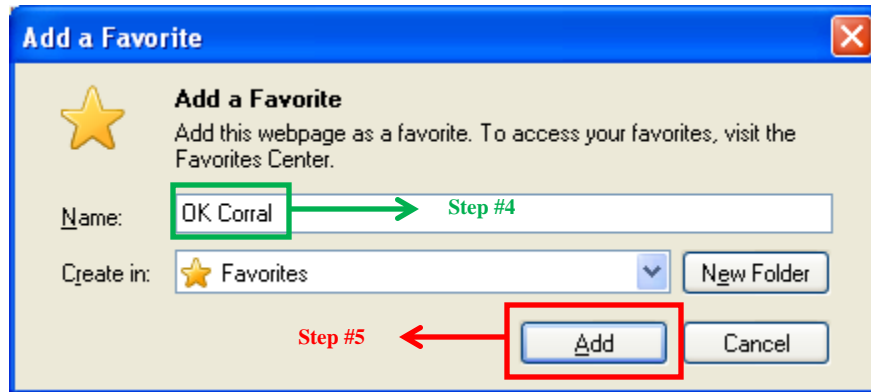 Add a Favorite
Add a Favorite
Add this webpage as a favorite. To access your favorites, visit the
Favorites Center.
Name: OK Corral Step #4
Create in: Favorites New Folder
Step #5 Add Cancel